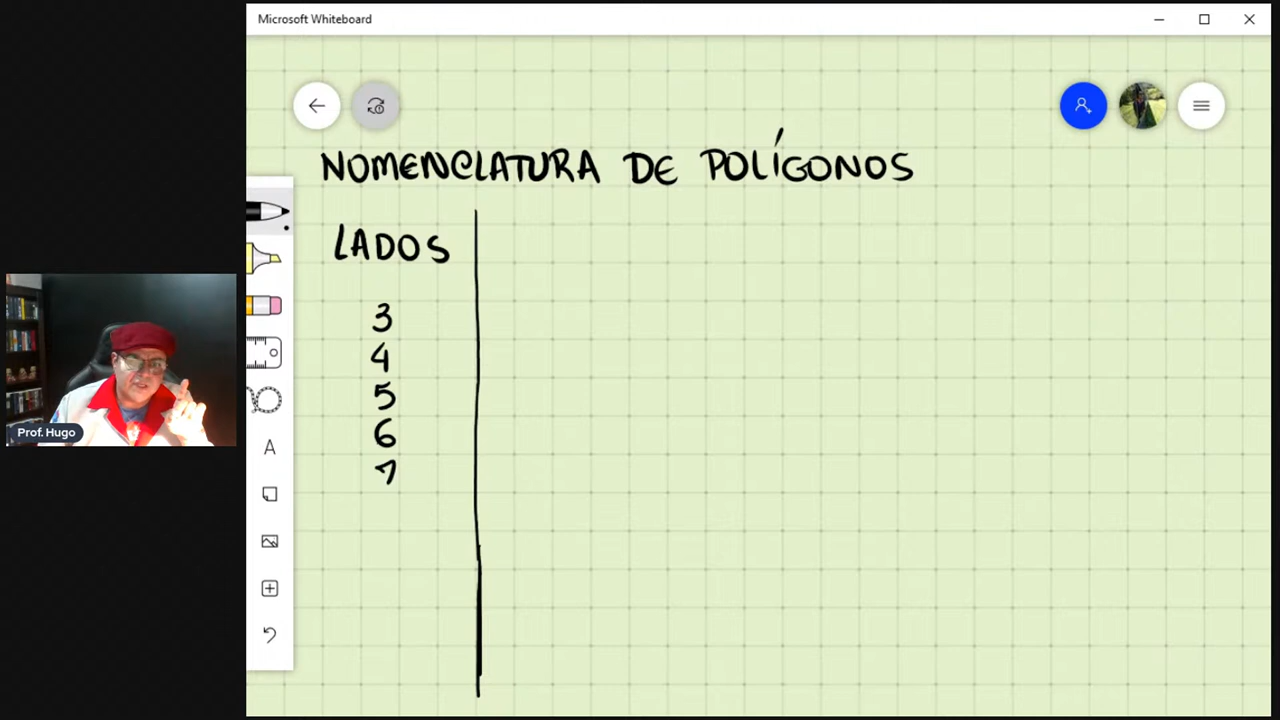 Microsoft Whiteboard
NOMENCLATURA DE POLÍGONOS
LADOS
3
4
5
6
7
Prof. Hugo
A